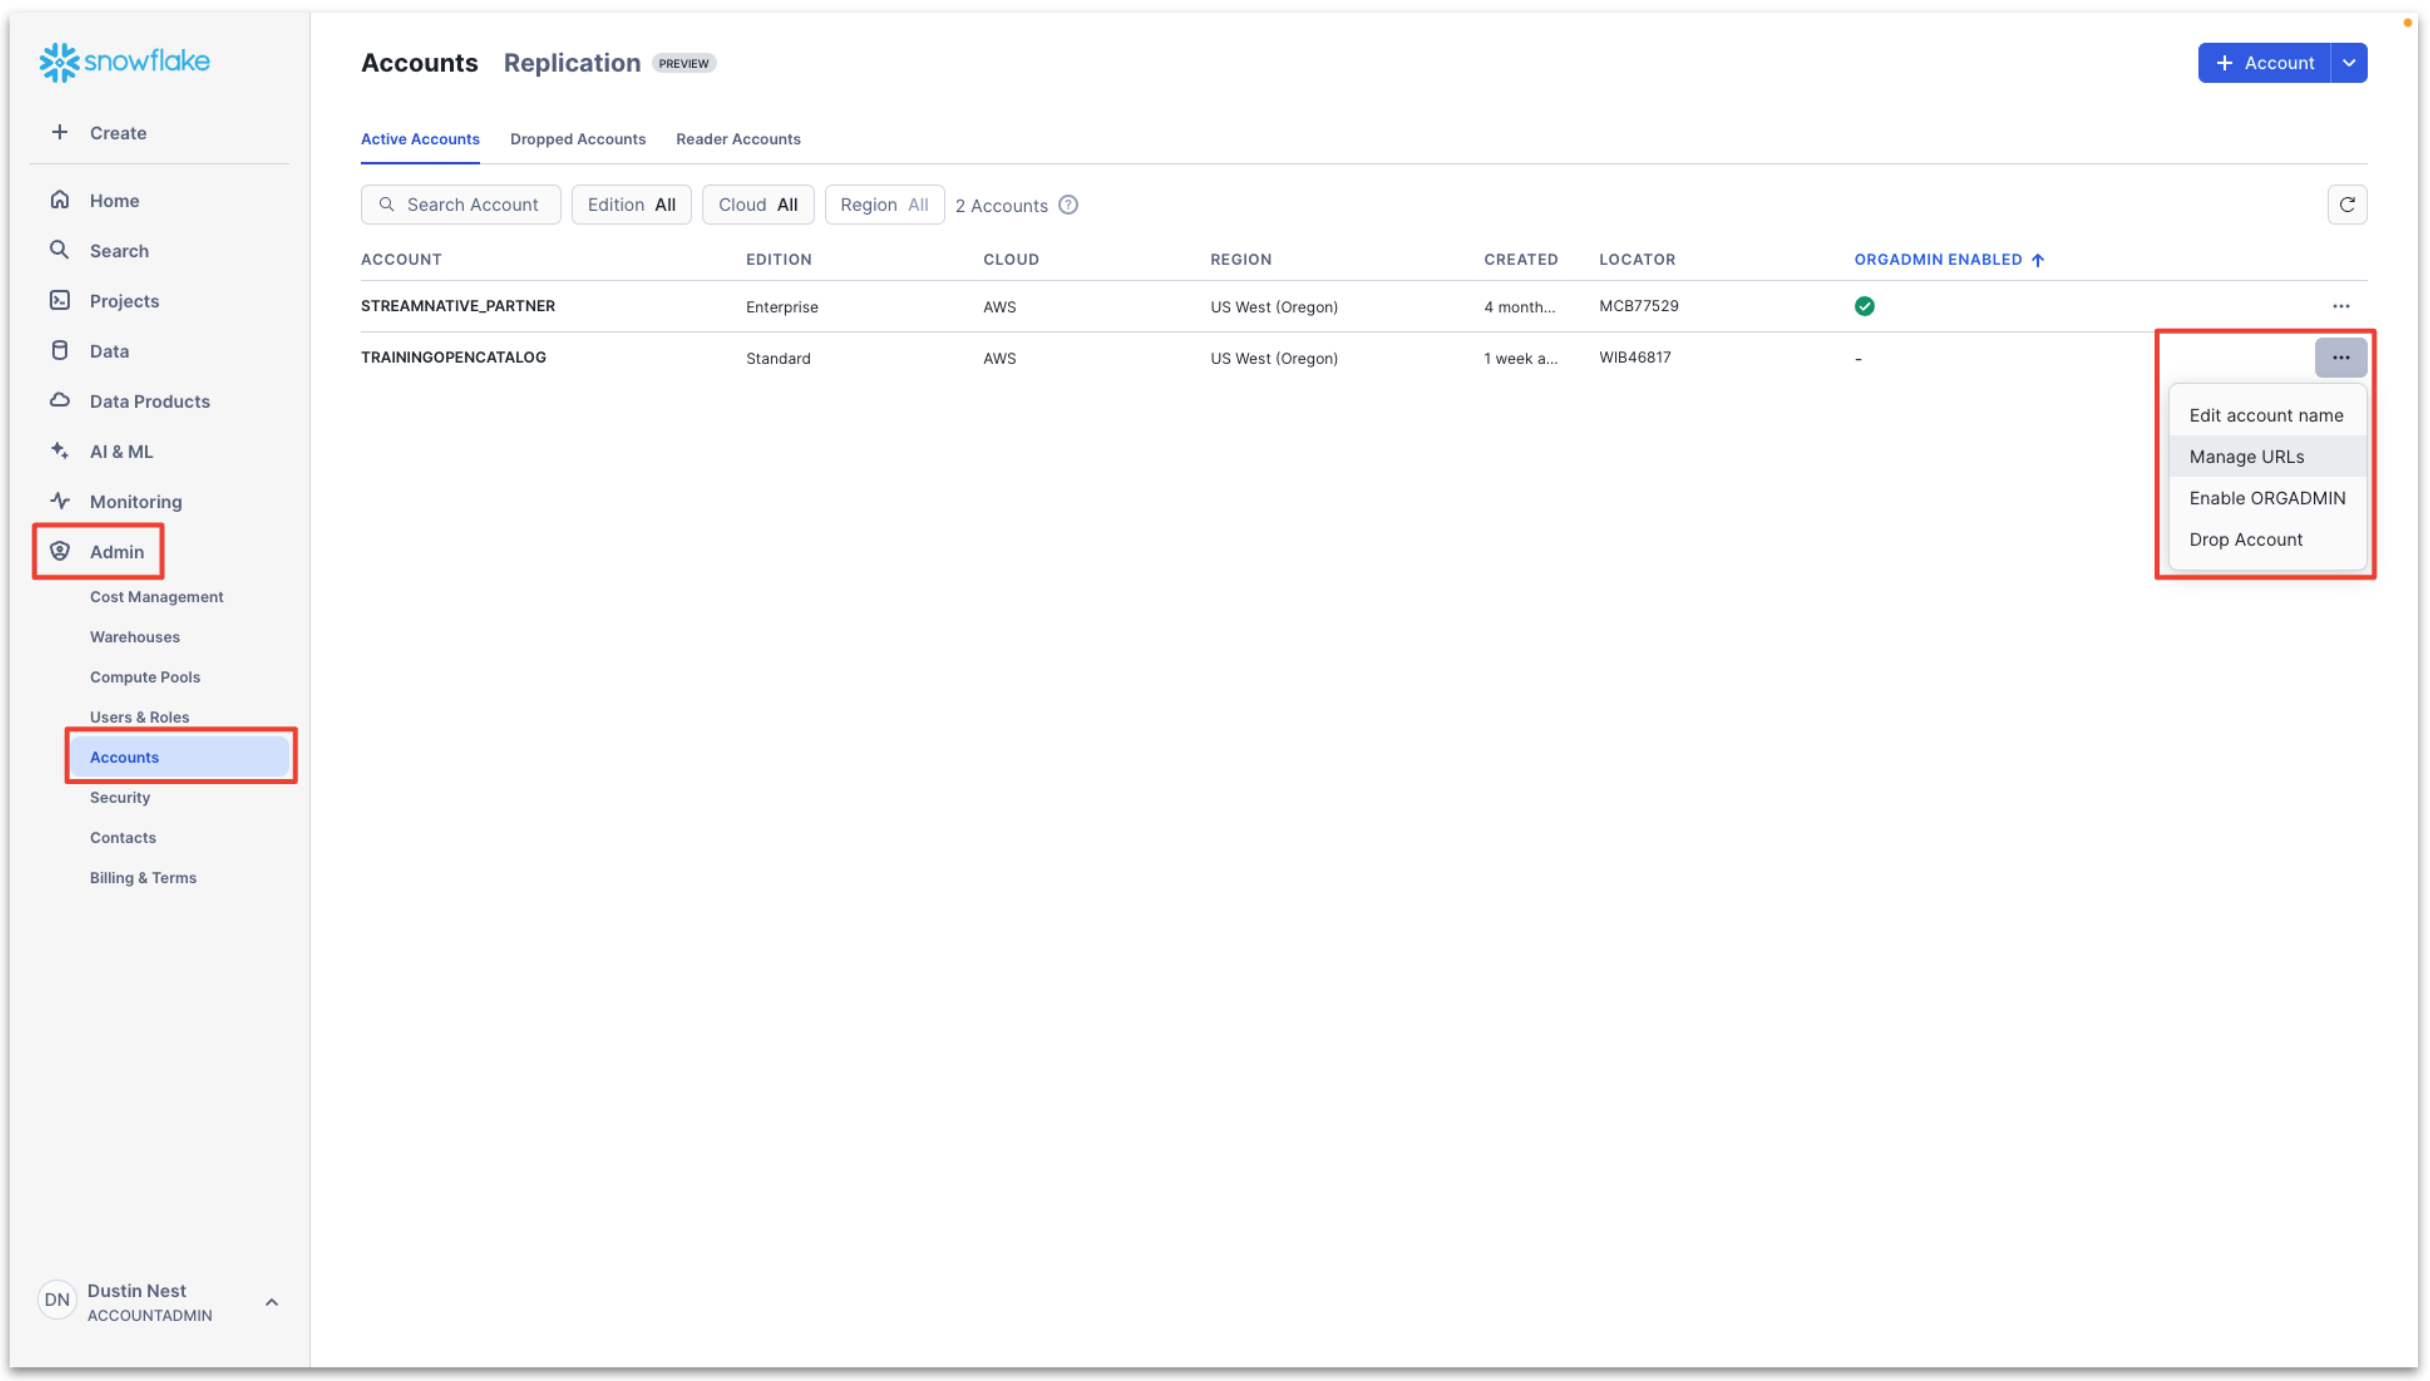 snowflake
Create
Home
Search
Projects
Data
Data Products
AI & ML
Monitoring
Admin
Cost Management
Warehouses
Compute Pools
Users & Roles
Accounts
Security
Contacts
Billing & Terms
DN
Dustin Nest
ACCOUNTADMIN
Accounts Replication PREVIEW
+ Account
Active Accounts Dropped Accounts Reader Accounts
Search Account Edition All Cloud All Region All 2 Accounts ?
ACCOUNT EDITION CLOUD REGION CREATED LOCATOR ORGADMIN ENABLED
STREAMNATIVE_PARTNER Enterprise AWS US West (Oregon) 4 month... MCB77529
TRAININGOPENCATALOG Standard AWS US West (Oregon) 1 week a... WIB46817 -
Edit account name
Manage URLs
Enable ORGADMIN
Drop Account